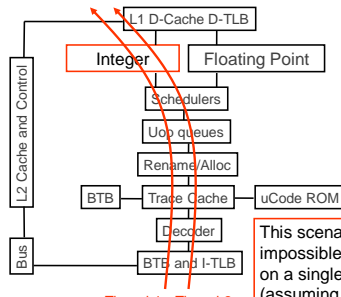 L1 D-Cache D-TLB
Integer
Floating Point
L2 Cache and Control
Schedulers
Uop queues
Rename/Alloc
BTB
Trace Cache
uCode ROM
Decoder
This scena
impossible
on a single
(assuming
Bus
BTB and I-TLB